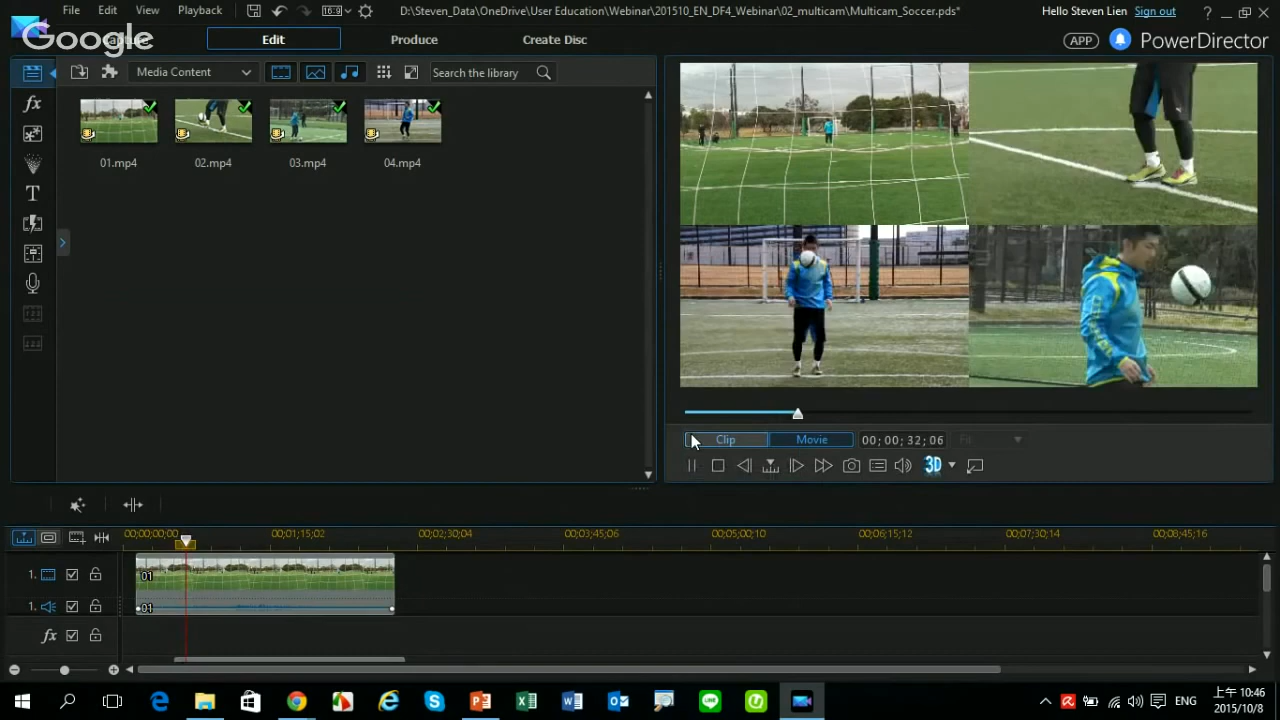 File Edit View Playback
D:\Steven_Data\OneDrive\User Education\Webinar\201510_EN_DF4_Webinar\02_multicam\Multicam_Soccer.pds*
Hello Steven Lien Sign out
Google
Edit Produce Create Disc
APP PowerDirector
Media Content
Search the library
01.mp4 02.mp4 03.mp4 04.mp4
Clip Movie 00; 00; 32; 06 Fit
3D
00;00;00;00 00;01;15;02 00;02;30;04 00;03;45;06 00;05;00;10 00;06;15;12 00;07;30;14 00;08;45;16
1. 01
1. 01
fx
ENG
上午 10:46
2015/10/8